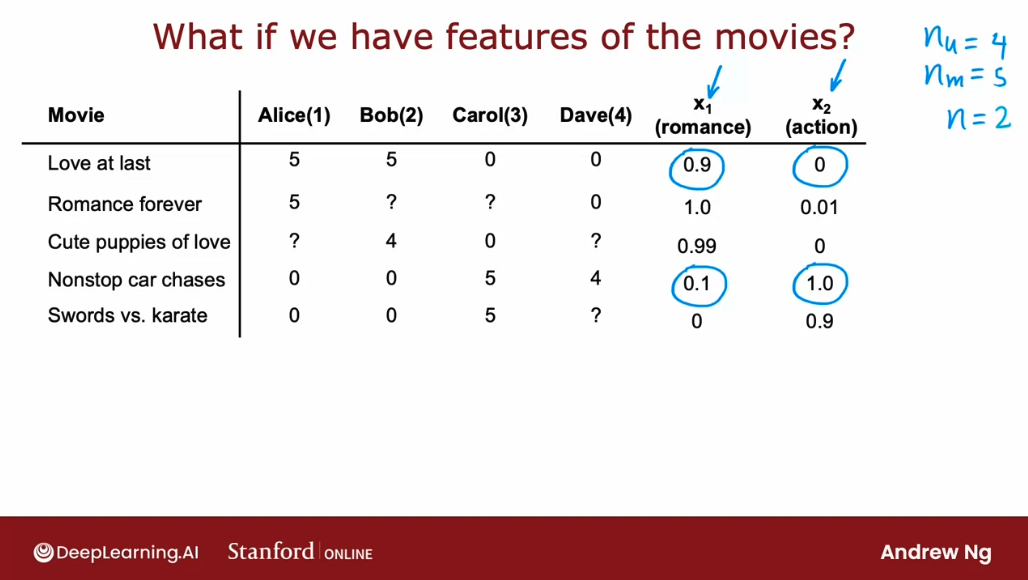 What if we have features of the movies?
n_u = 4
n_m = 5
n = 2
Movie Alice(1) Bob(2) Carol(3) Dave(4) x₁ (romance) x₂ (action)
Love at last 5 5 0 0 0.9 0
Romance forever 5 ? ? 0 1.0 0.01
Cute puppies of love ? 4 0 ? 0.99 0
Nonstop car chases 0 0 5 4 0.1 1.0
Swords vs. karate 0 0 5 ? 0 0.9
DeepLearning.AI Stanford ONLINE Andrew Ng